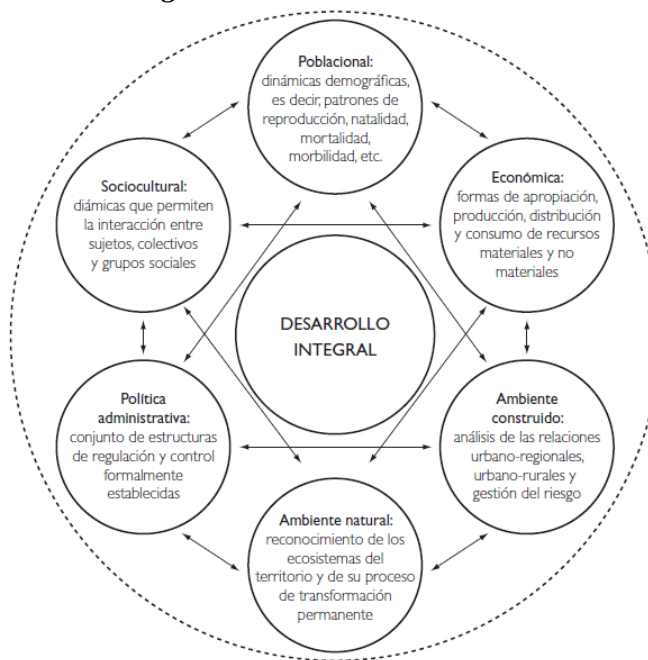 Poblacional:
dinámicas demográficas,
es decir, patrones de
reproducción, natalidad,
mortalidad,
morbilidad, etc.
Sociocultural:
diámicas que permiten
la interacción entre
sujetos, colectivos
y grupos sociales
Económica:
formas de apropiación,
producción, distribución
y consumo de recursos
materiales y no
materiales
DESARROLLO
INTEGRAL
Política
administrativa:
conjunto de estructuras
de regulación y control
formalmente
establecidas
Ambiente
construido:
análisis de las relaciones
urbano-regionales,
urbano-rurales y
gestión del riesgo
Ambiente natural:
reconocimiento de los
ecosistemas del
territorio y de su proceso
de transformación
permanente